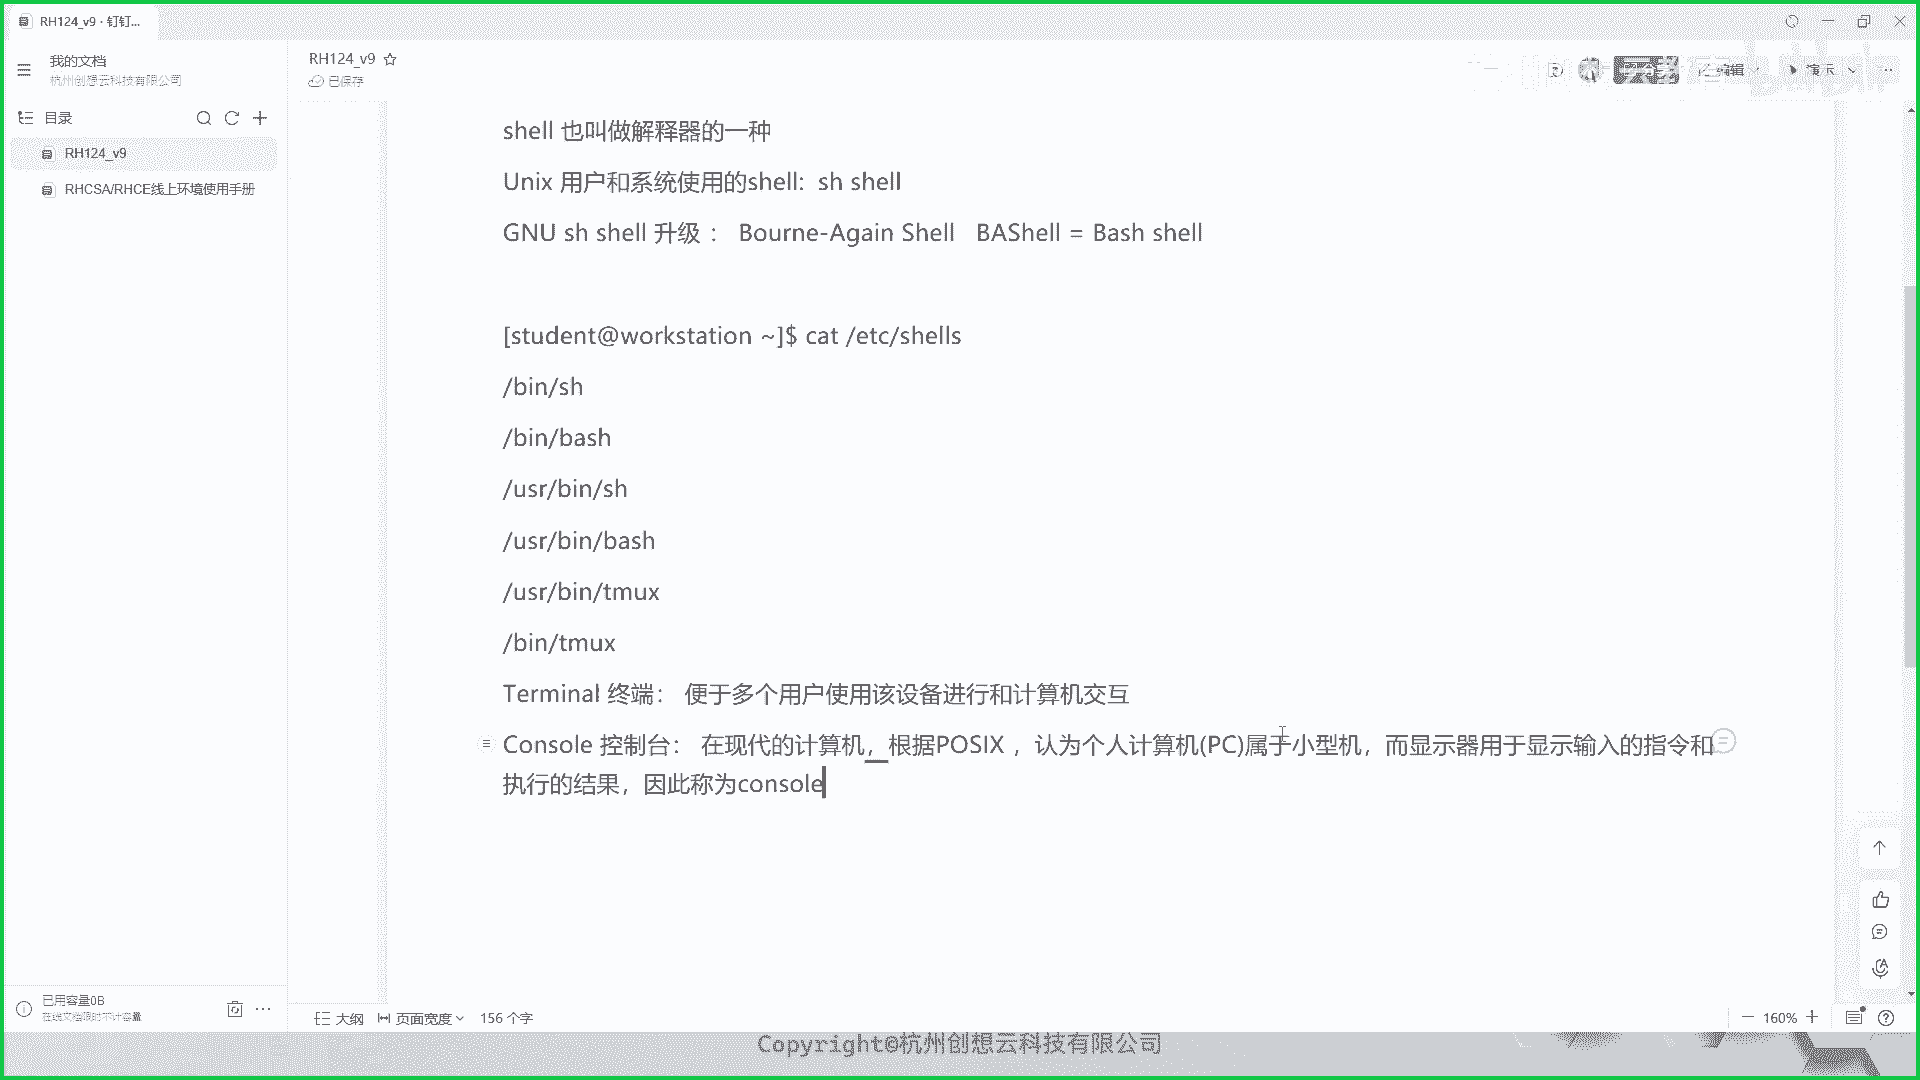 RH124_v9 · 钉钉...
我的文档
杭州创想云科技有限公司
RH124_v9
已保存
编辑
演示
目录
RH124_v9
RHCSA/RHCE线上环境使用手册
shell 也叫做解释器的一种
Unix 用户和系统使用的shell:  sh shell
GNU sh shell 升级 :   Bourne-Again Shell   BAShell = Bash shell
[student@workstation ~]$ cat /etc/shells
/bin/sh
/bin/bash
/usr/bin/sh
/usr/bin/bash
/usr/bin/tmux
/bin/tmux
Terminal 终端:   便于多个用户使用该设备进行和计算机交互
Console 控制台:   在现代的计算机，根据POSIX ，认为个人计算机(PC)属于小型机，而显示器用于显示输入的指令和
执行的结果，因此称为console
已用容量0B
在线文档限时不计容量
大纲
页面宽度
156 个字
160%
Copyright©杭州创想云科技有限公司